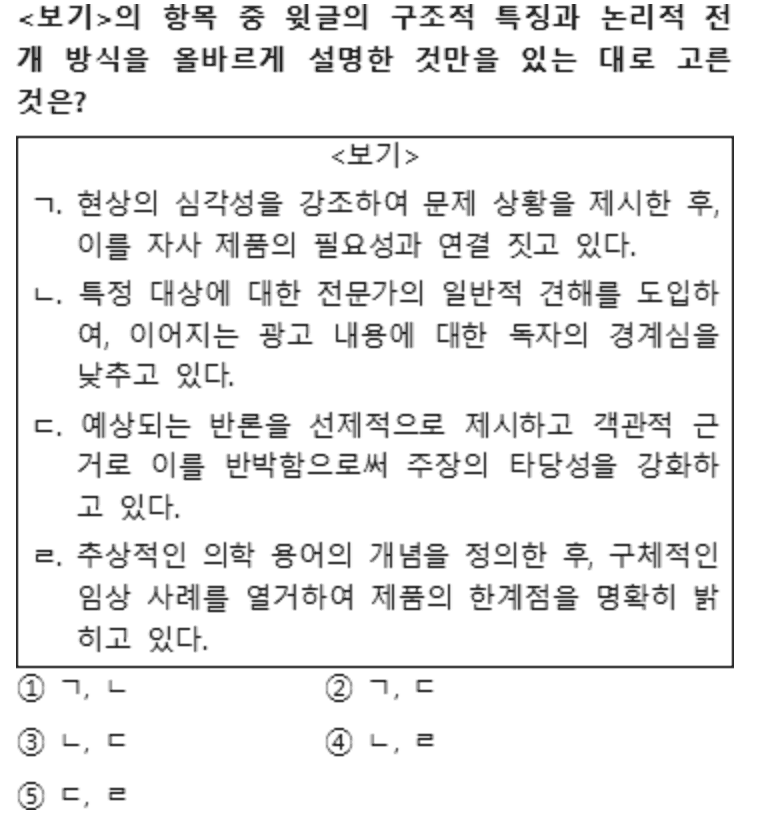 <보기>의 항목 중 윗글의 구조적 특징과 논리적 전
개 방식을 올바르게 설명한 것만을 있는 대로 고른
것은?
<보기>
ㄱ. 현상의 심각성을 강조하여 문제 상황을 제시한 후,
이를 자사 제품의 필요성과 연결 짓고 있다.
ㄴ. 특정 대상에 대한 전문가의 일반적 견해를 도입하
여, 이어지는 광고 내용에 대한 독자의 경계심을
낮추고 있다.
ㄷ. 예상되는 반론을 선제적으로 제시하고 객관적 근
거로 이를 반박함으로써 주장의 타당성을 강화하
고 있다.
ㄹ. 추상적인 의학 용어의 개념을 정의한 후, 구체적인
임상 사례를 열거하여 제품의 한계점을 명확히 밝
히고 있다.
① ㄱ, ㄴ ② ㄱ, ㄷ
③ ㄴ, ㄷ ④ ㄴ, ㄹ
⑤ ㄷ, ㄹ